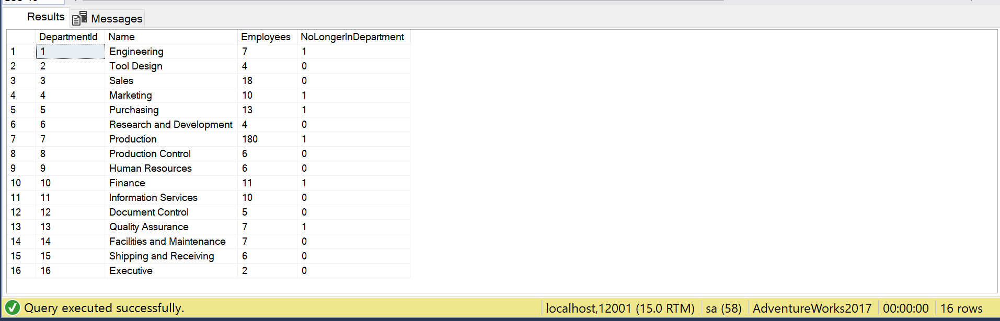 Results Messages
DepartmentId Name Employees NoLongerInDepartment
1 1 Engineering 7 1
2 2 Tool Design 4 0
3 3 Sales 18 0
4 4 Marketing 10 1
5 5 Purchasing 13 1
6 6 Research and Development 4 0
7 7 Production 180 1
8 8 Production Control 6 0
9 9 Human Resources 6 0
10 10 Finance 11 1
11 11 Information Services 10 0
12 12 Document Control 5 0
13 13 Quality Assurance 7 1
14 14 Facilities and Maintenance 7 0
15 15 Shipping and Receiving 6 0
16 16 Executive 2 0
Query executed successfully. localhost,12001 (15.0 RTM) sa (58) AdventureWorks2017 00:00:00 16 rows